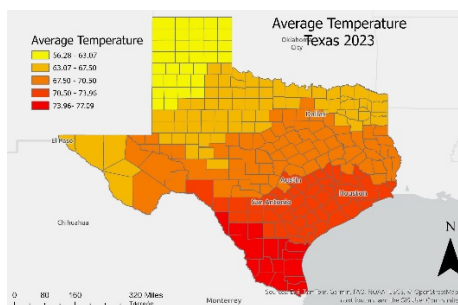 Average Temperature
Texas 2023
Average Temperature
56.28 - 63.07
63.07 - 67.50
67.50 - 70.50
70.50 - 73.96
73.96 - 77.09
Oklahoma
City
Dallas
El Paso
Austin
Houston
San Antonio
Chihuahua
N
0 80 160 320 Miles
Monterrey